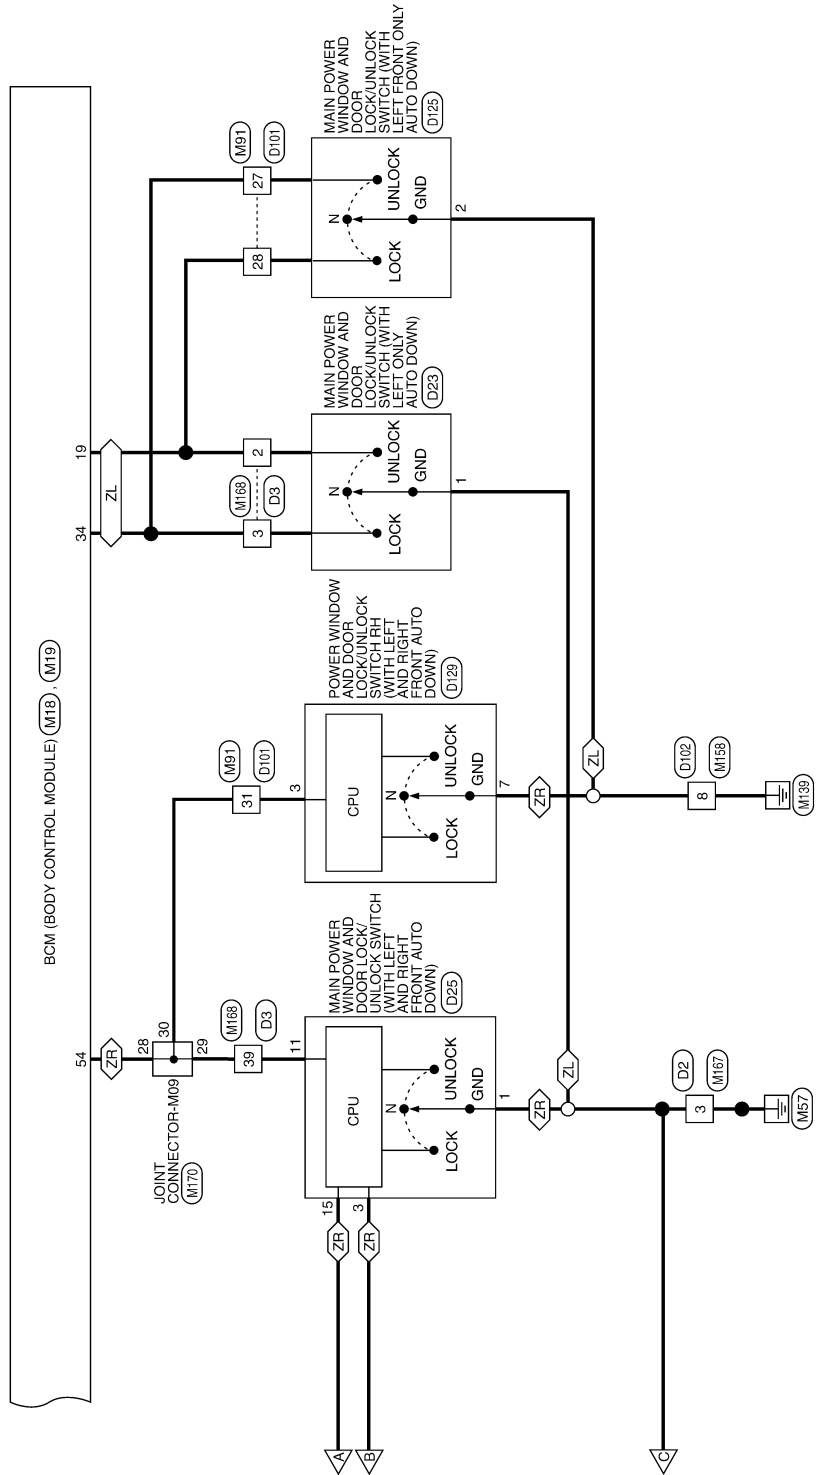 BCM (BODY CONTROL MODULE) M18 , M19
54
34
19
ZR
ZL
28
30
29
JOINT
CONNECTOR-M09
M170
39
M168
D3
31
M91
D101
3
2
M168
D3
28
27
M91
D101
11
MAIN POWER
WINDOW AND
DOOR LOCK/
UNLOCK SWITCH
(WITH LEFT
AND RIGHT
FRONT AUTO
DOWN)
D25
CPU
N
LOCK
UNLOCK
GND
15
3
1
ZR
ZR
ZR
3
POWER WINDOW
AND DOOR
LOCK/UNLOCK
SWITCH RH
(WITH LEFT
AND RIGHT
FRONT AUTO
DOWN)
D129
CPU
N
LOCK
UNLOCK
GND
7
ZR
MAIN POWER
WINDOW AND
DOOR
LOCK/UNLOCK
SWITCH (WITH
LEFT ONLY
AUTO DOWN)
D23
N
LOCK
UNLOCK
GND
1
MAIN POWER
WINDOW AND
DOOR
LOCK/UNLOCK
SWITCH (WITH
LEFT FRONT ONLY
AUTO DOWN)
D125
N
LOCK
UNLOCK
GND
2
ZL
ZL
3
D2
M167
M57
8
D102
M158
M139
A
B
C